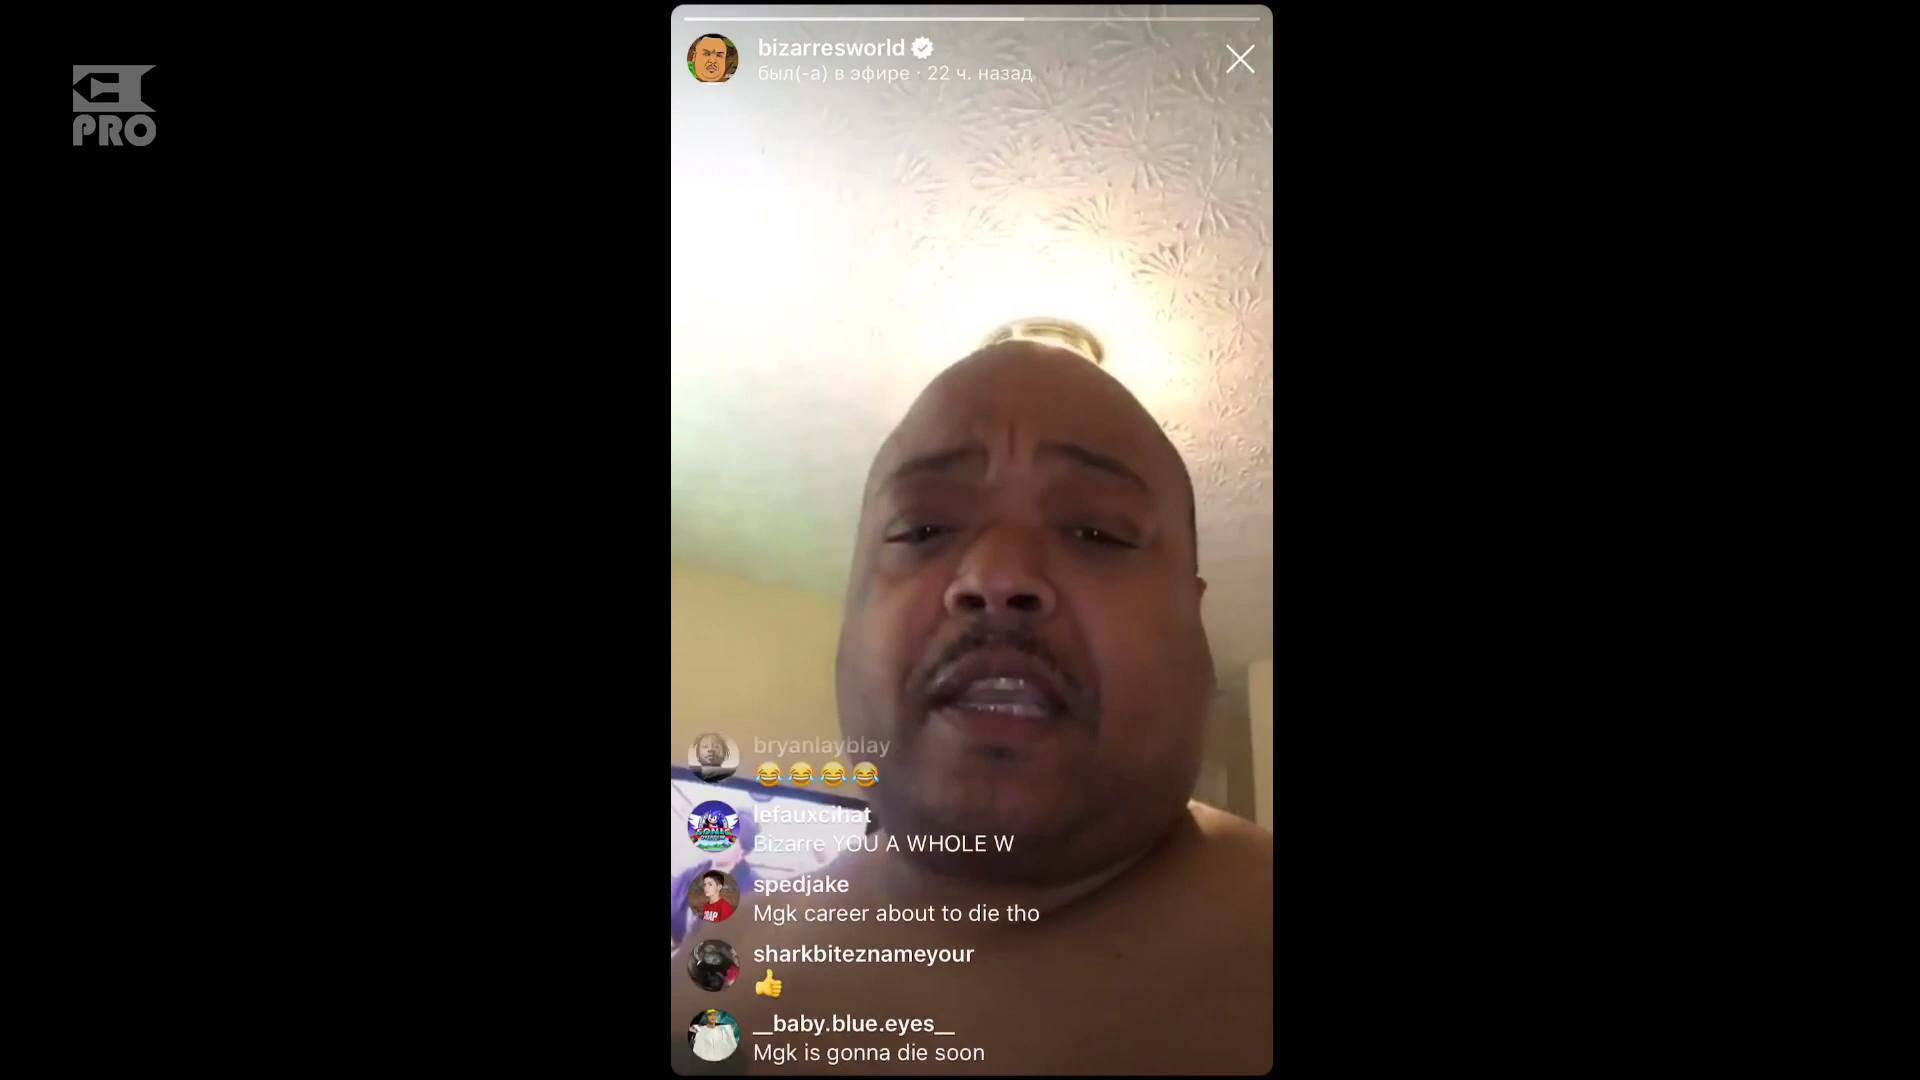 PRO
bizarresworld
был(-а) в эфире · 22 ч. назад
bryanlayblay
😂😂😂😂
lefauxcihat
Bizarre YOU A WHOLE W
spedjake
Mgk career about to die tho
sharkbiteznameyour
👍
__baby.blue.eyes__
Mgk is gonna die soon